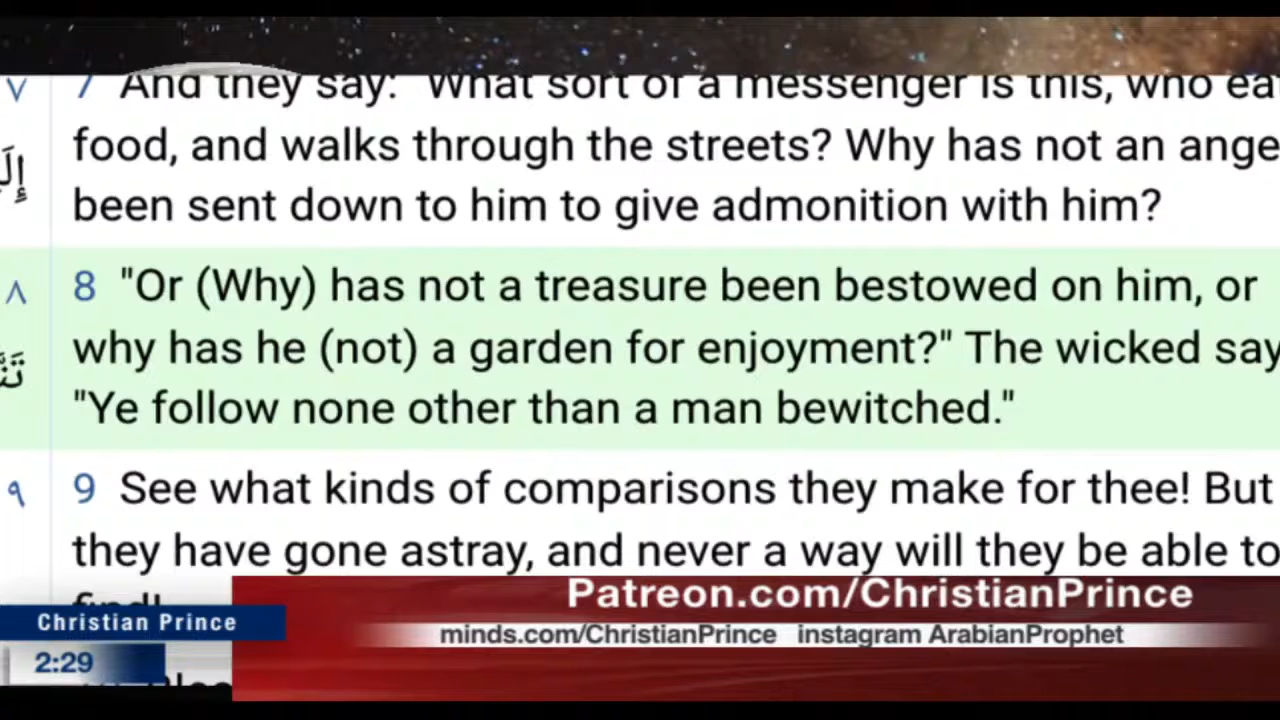 ٧ 7 And they say: "What sort of a messenger is this, who
food, and walks through the streets? Why has not an
been sent down to him to give admonition with him?
٨ 8 "Or (Why) has not a treasure been bestowed on him, or
why has he (not) a garden for enjoyment?" The wicked say
"Ye follow none other than a man bewitched."
٩ 9 See what kinds of comparisons they make for thee! But
they have gone astray, and never a way will they be able to
find!
Patreon.com/ChristianPrince
Christian Prince
minds.com/ChristianPrince instagram ArabianProphet
2:29